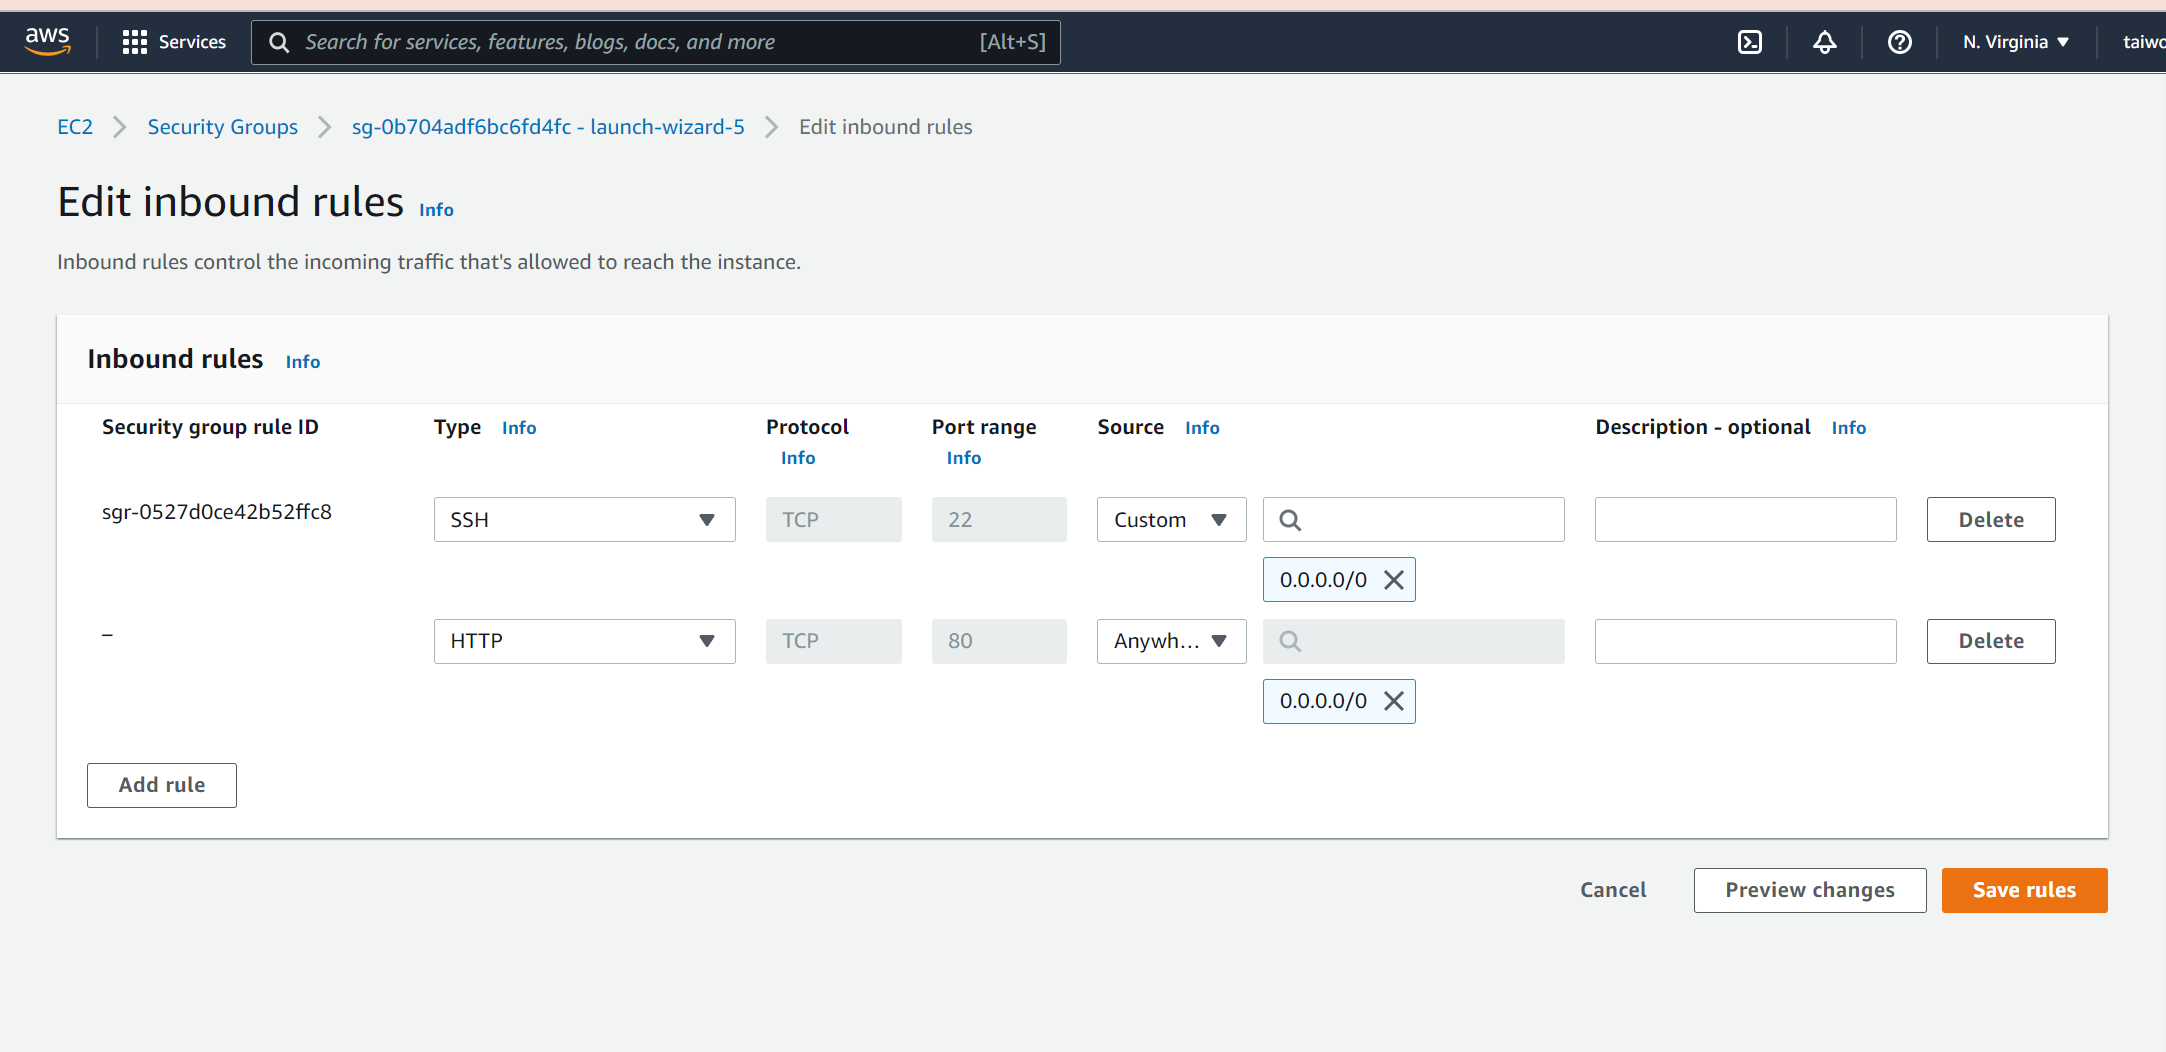 aws Services Search for services, features, blogs, docs, and more [Alt+S] N. Virginia taiwo
EC2 Security Groups sg-0b704adf6bc6fd4fc - launch-wizard-5 Edit inbound rules
Edit inbound rules Info
Inbound rules control the incoming traffic that's allowed to reach the instance.
Inbound rules Info
Security group rule ID Type Info Protocol Port range Source Info Description - optional Info
Info Info
sgr-0527d0ce42b52ffc8 SSH TCP 22 Custom Delete
0.0.0.0/0
– HTTP TCP 80 Anywh... Delete
0.0.0.0/0
Add rule
Cancel Preview changes Save rules